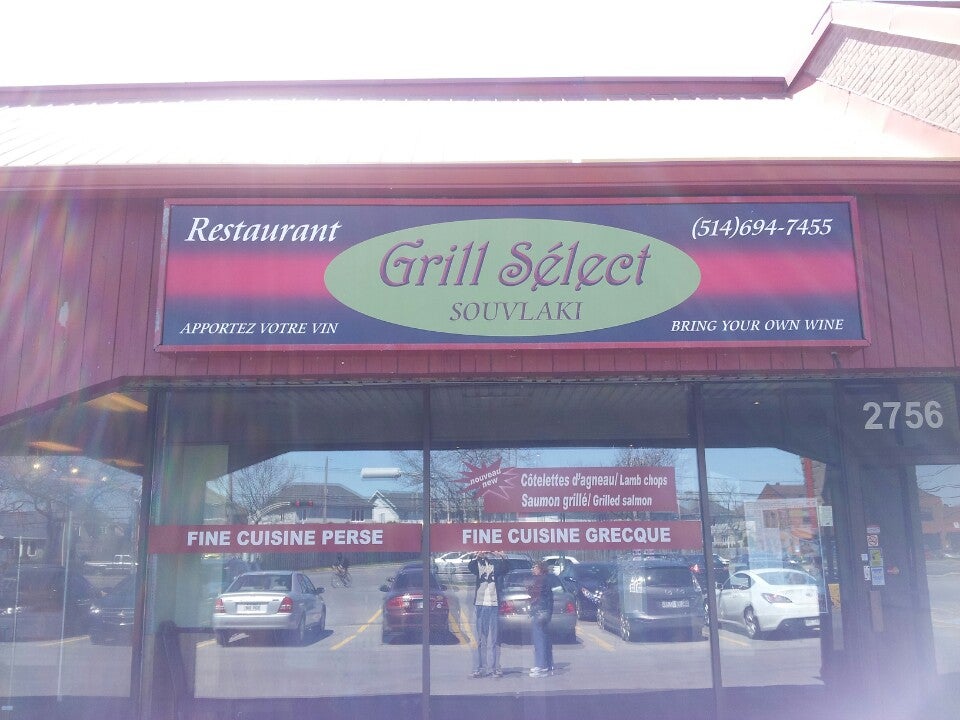 Restaurant
(514)694-7455
Grill Sélect
SOUVLAKI
APPORTEZ VOTRE VIN
BRING YOUR OWN WINE
2756
nouveau
new
Côtelettes d'agneau/ Lamb chops
Saumon grillé/ Grilled salmon
FINE CUISINE PERSE
FINE CUISINE GRECQUE